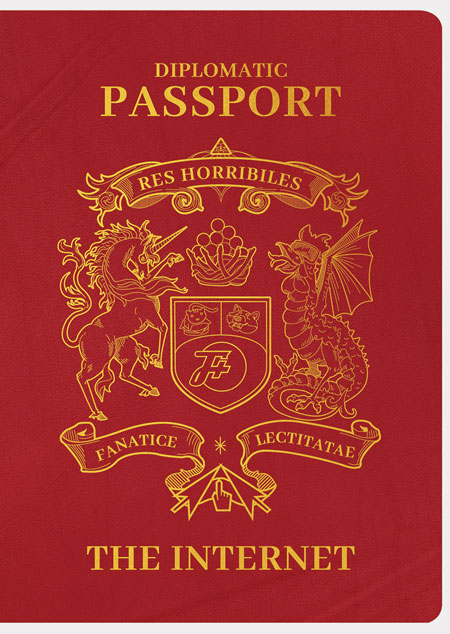 DIPLOMATIC
PASSPORT
RES HORRIBILES
FANATICE
LECTITATAE
THE INTERNET